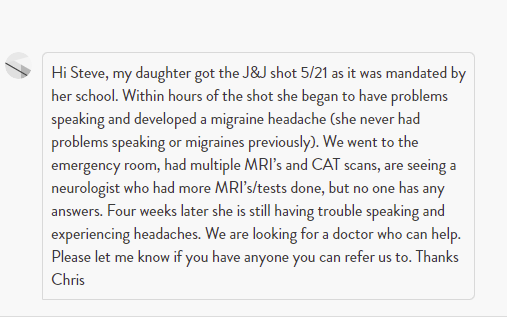 Hi Steve, my daughter got the J&J shot 5/21 as it was mandated by
her school. Within hours of the shot she began to have problems
speaking and developed a migraine headache (she never had
problems speaking or migraines previously). We went to the
emergency room, had multiple MRI's and CAT scans, are seeing a
neurologist who had more MRI's/tests done, but no one has any
answers. Four weeks later she is still having trouble speaking and
experiencing headaches. We are looking for a doctor who can help.
Please let me know if you have anyone you can refer us to. Thanks
Chris